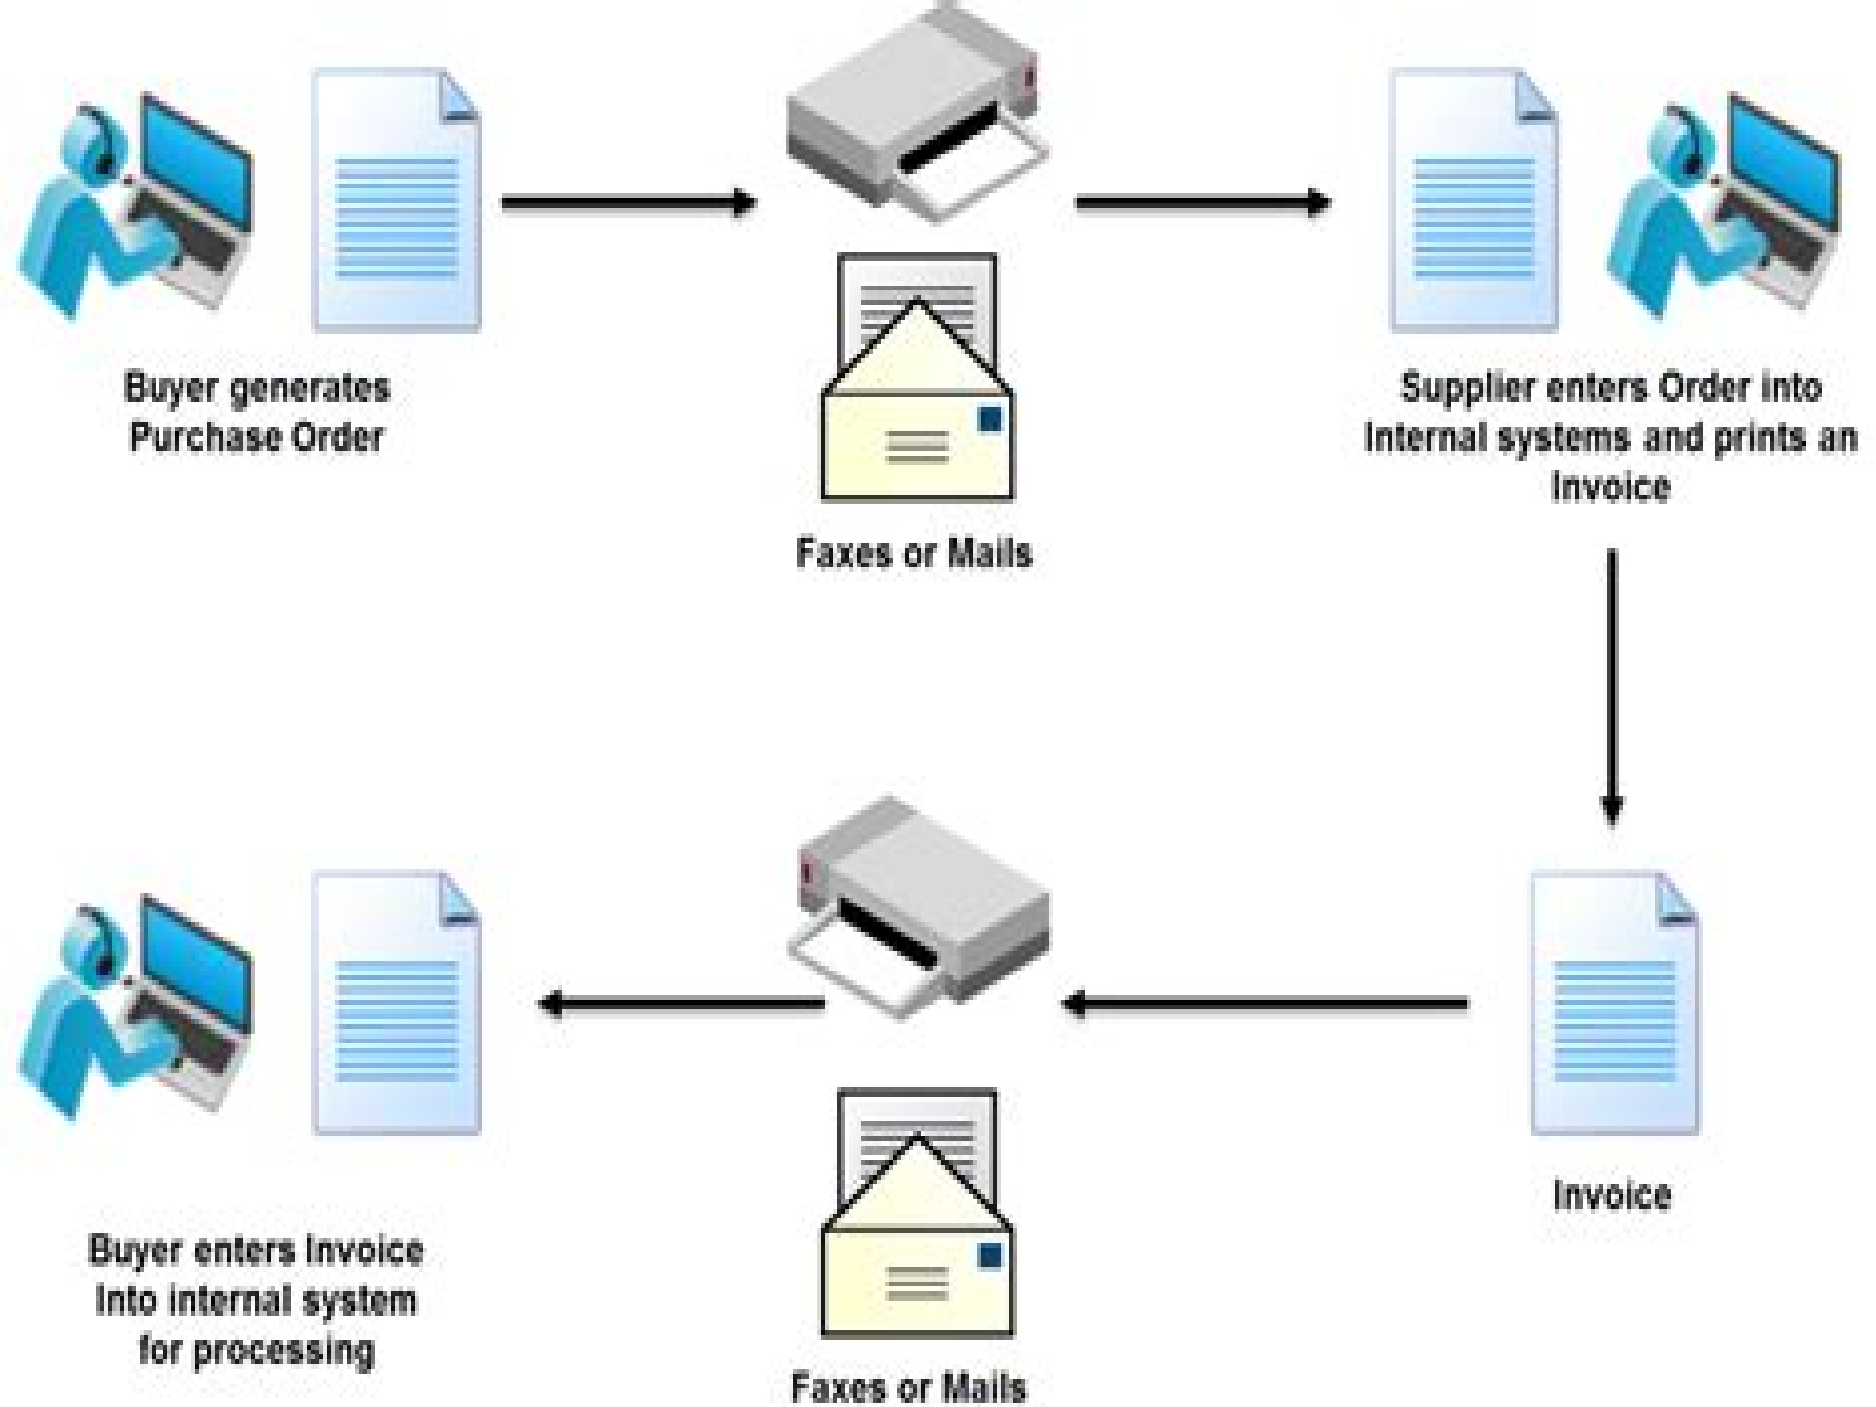 Buyer generates
Purchase Order
Faxes or Mails
Supplier enters Order into
Internal systems and prints an
Invoice
Invoice
Faxes or Mails
Buyer enters Invoice
Into internal system
for processing